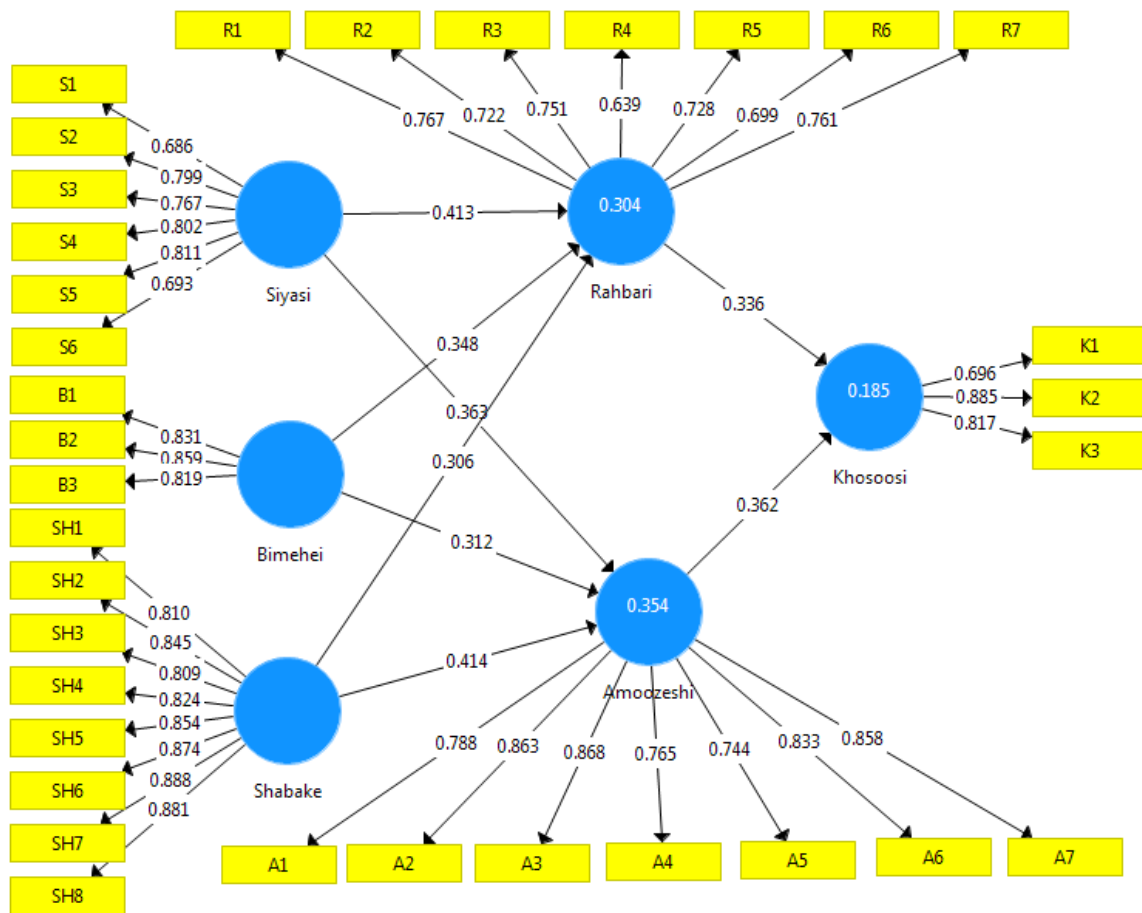 R1
R2
R3
R4
R5
R6
R7
0.767
0.722
0.751
0.639
0.728
0.699
0.761
S1
S2
S3
S4
S5
S6
0.686
0.799
0.767
0.802
0.811
0.693
Siyasi
0.413
0.304
Rahbari
0.348
0.363
0.306
0.336
B1
B2
B3
0.831
0.859
0.819
Bimehei
0.312
0.185
Khosoosi
0.696
0.885
0.817
K1
K2
K3
0.362
SH1
SH2
SH3
SH4
SH5
SH6
SH7
SH8
0.810
0.845
0.809
0.824
0.854
0.874
0.888
0.881
Shabake
0.414
0.354
Amoozeshi
0.788
0.863
0.868
0.765
0.744
0.833
0.858
A1
A2
A3
A4
A5
A6
A7